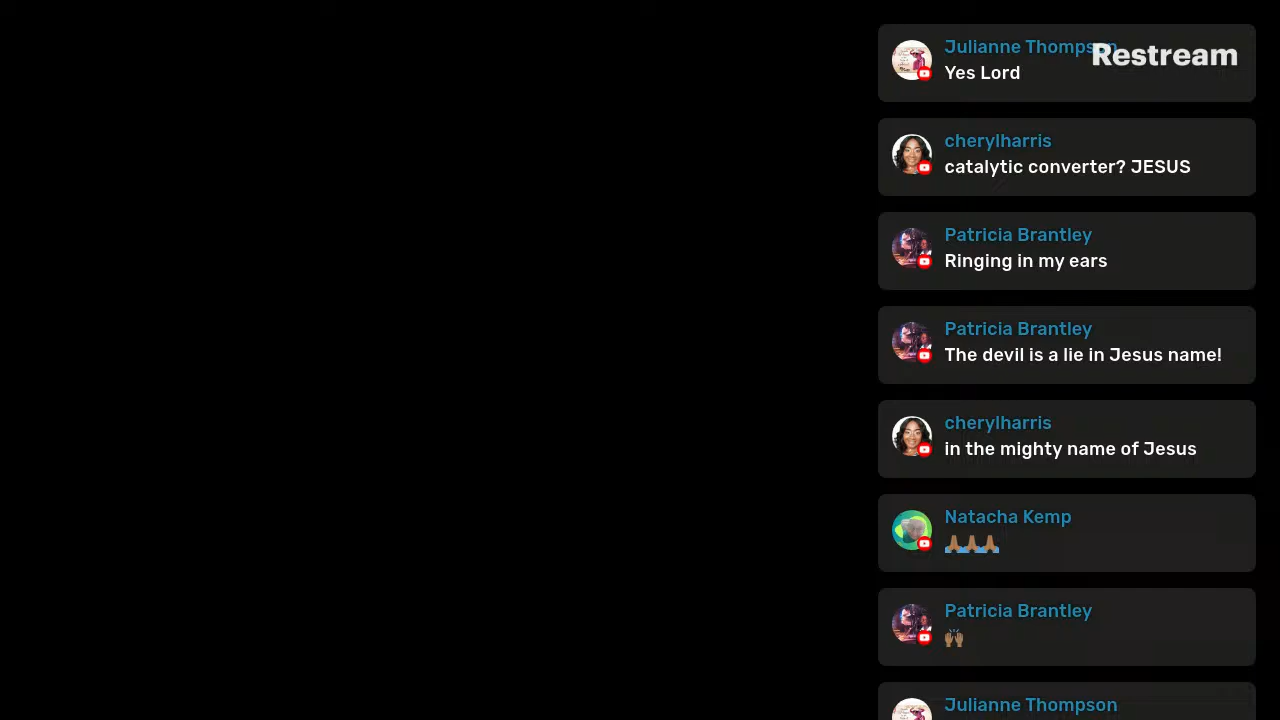 Julianne Thompson
Restream
Yes Lord
cherylharris
catalytic converter? JESUS
Patricia Brantley
Ringing in my ears
Patricia Brantley
The devil is a lie in Jesus name!
cherylharris
in the mighty name of Jesus
Natacha Kemp
🙏🏽🙏🏽🙏🏽
Patricia Brantley
🙌🏽
Julianne Thompson